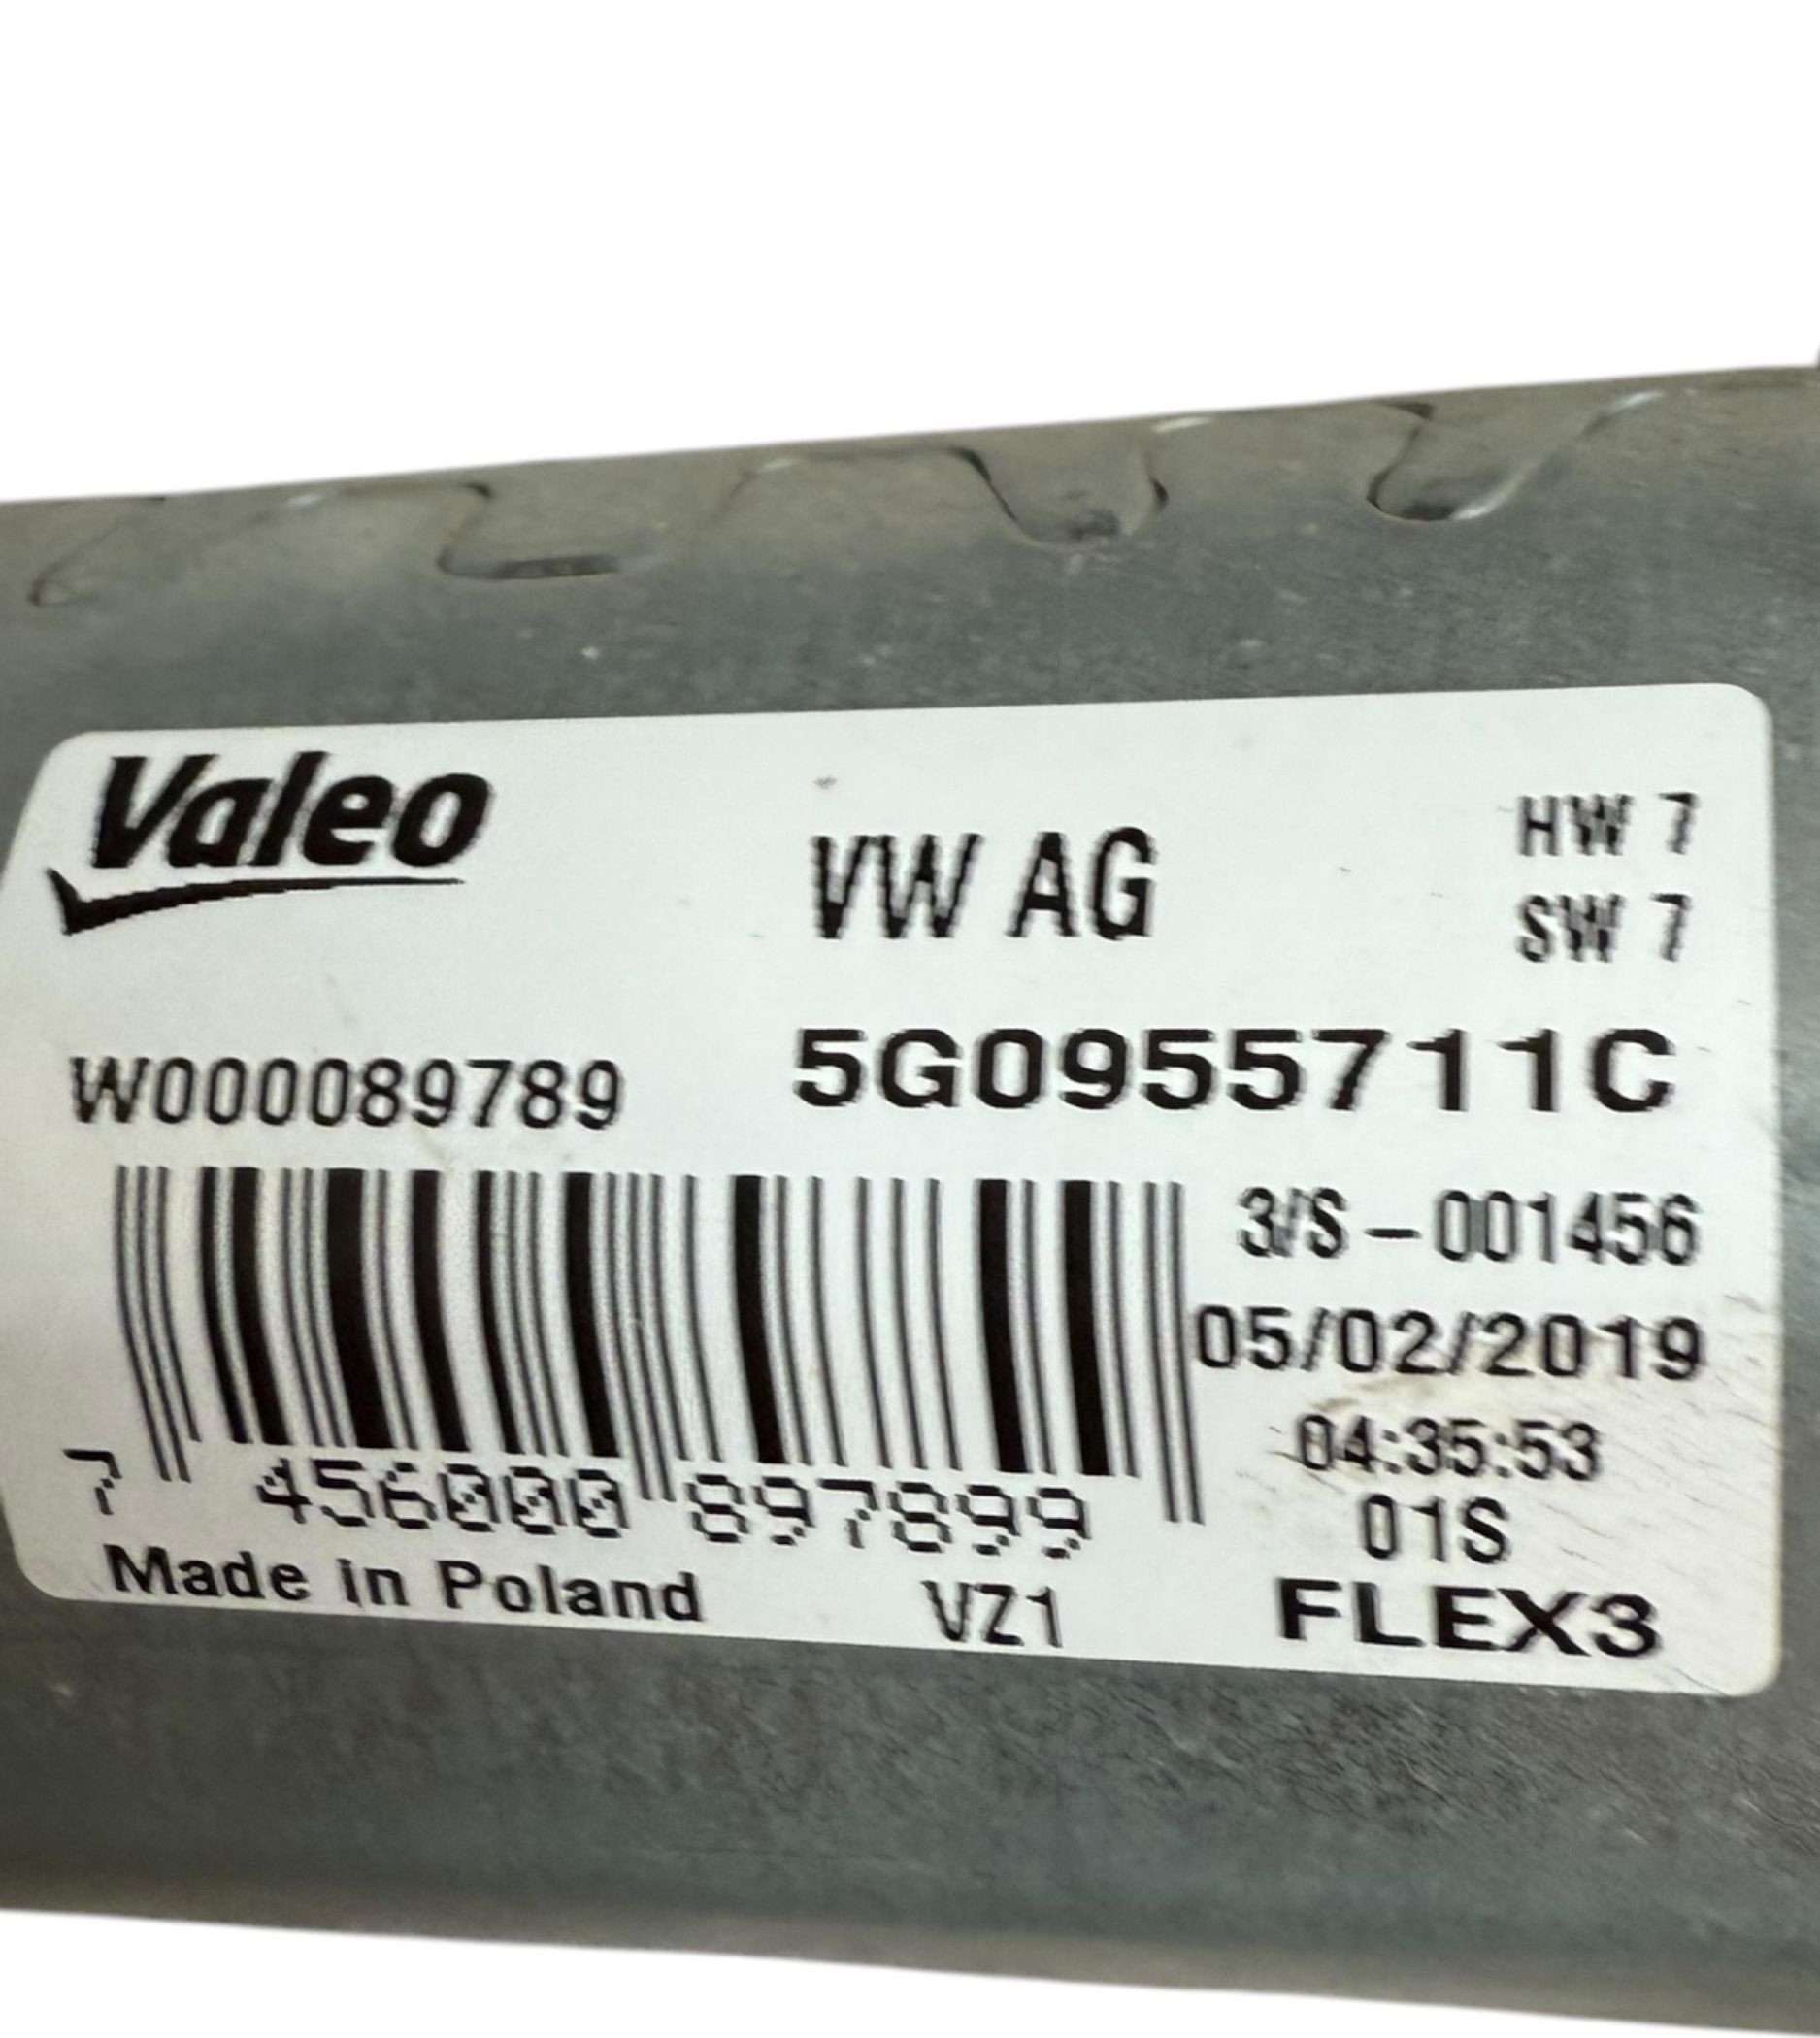 Valeo
VW AG
HW 7
SW 7
W000089789
5G0955711C
3/S-001456
05/02/2019
04:35:53
01S
7 456000 897899
Made in Poland
VZ1
FLEX3